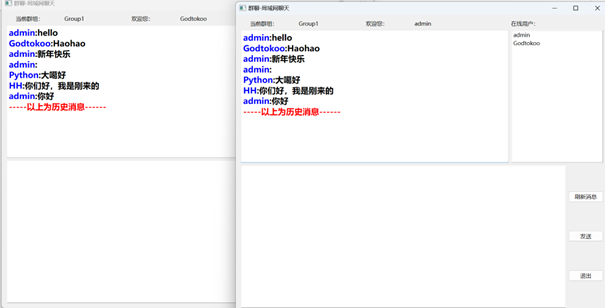 群聊-局域网聊天
当前群组： Group1 欢迎您： Godtokoo
admin:hello
Godtokoo:Haohao
admin:新年快乐
admin:
Python:大喝好
HH:你们好，我是刚来的
admin:你好
-----以上为历史消息------
群聊-局域网聊天
当前群组： Group1 欢迎您： admin 在线用户：
admin:hello
Godtokoo:Haohao
admin:新年快乐
admin:
Python:大喝好
HH:你们好，我是刚来的
admin:你好
-----以上为历史消息------
admin
Godtokoo
刷新消息
发送
退出